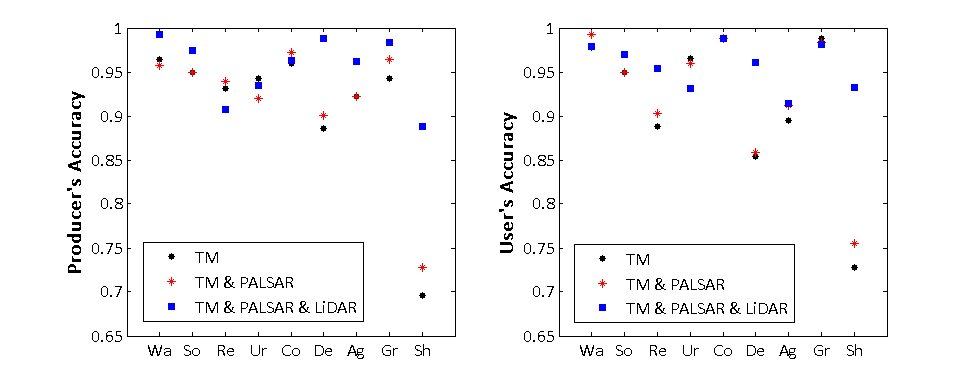 Producer's Accuracy
1
0.95
0.9
0.85
0.8
0.75
0.7
0.65
TM
TM & PALSAR
TM & PALSAR & LiDAR
Wa So Re Ur Co De Ag Gr Sh
User's Accuracy
1
0.95
0.9
0.85
0.8
0.75
0.7
0.65
TM
TM & PALSAR
TM & PALSAR & LiDAR
Wa So Re Ur Co De Ag Gr Sh